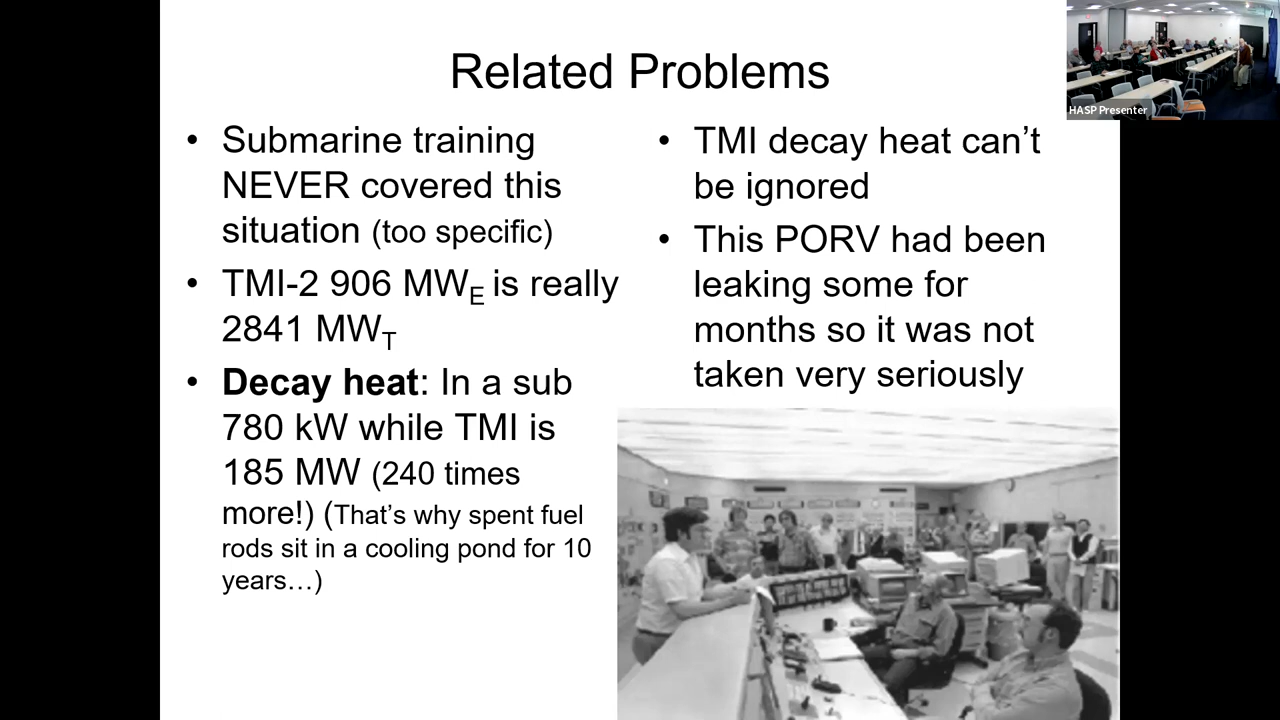 Related Problems
• Submarine training
NEVER covered this
situation (too specific)
• TMI-2 906 MWE is really
2841 MWT
• Decay heat: In a sub
780 kW while TMI is
185 MW (240 times
more!) (That’s why spent fuel
rods sit in a cooling pond for 10
years…)
• TMI decay heat can’t
be ignored
• This PORV had been
leaking some for
months so it was not
taken very seriously
HASP Presenter